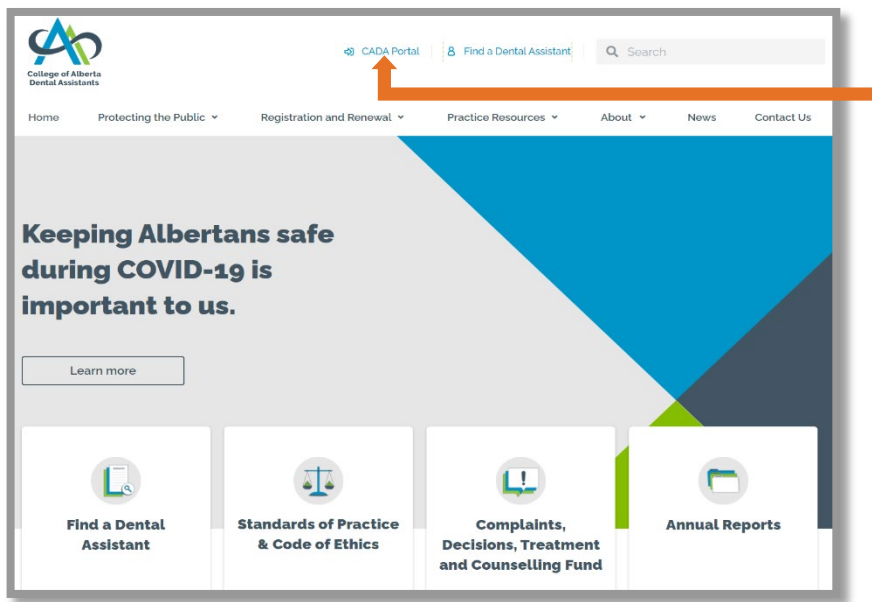 College of Alberta
Dental Assistants
CADA Portal
Find a Dental Assistant
Search
Home
Protecting the Public
Registration and Renewal
Practice Resources
About
News
Contact Us
Keeping Albertans safe
during COVID-19 is
important to us.
Learn more
Find a Dental
Assistant
Standards of Practice
& Code of Ethics
Complaints,
Decisions, Treatment
and Counselling Fund
Annual Reports